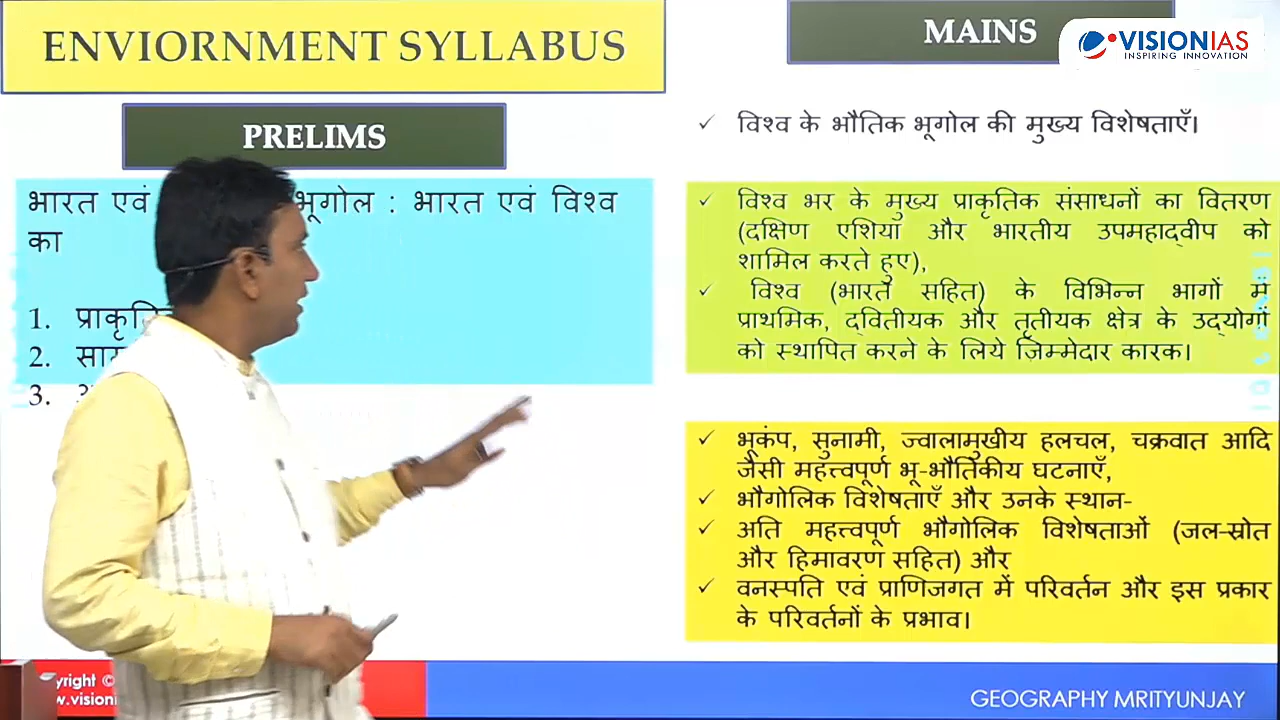 ENVIORNMENT SYLLABUS
MAINS
VISIONIAS
INSPIRING INNOVATION
PRELIMS
भारत एवं भूगोल : भारत एवं विश्व
का
1.
2.
3.
✓ विश्व के भौतिक भूगोल की मुख्य विशेषताएँ।
✓ विश्व भर के मुख्य प्राकृतिक संसाधनों का वितरण
(दक्षिण एशिया और भारतीय उपमहाद्वीप को
शामिल करते हुए),
✓ विश्व (भारत सहित) के विभिन्न भागों में
प्राथमिक, द्वितीयक और तृतीयक क्षेत्र के उद्योगों
को स्थापित करने के लिये ज़िम्मेदार कारक।
✓ भूकंप, सुनामी, ज्वालामुखीय हलचल, चक्रवात आदि
जैसी महत्त्वपूर्ण भू-भौतिकीय घटनाएँ,
✓ भौगोलिक विशेषताएँ और उनके स्थान-
✓ अति महत्त्वपूर्ण भौगोलिक विशेषताओं (जल-स्रोत
और हिमावरण सहित) और
✓ वनस्पति एवं प्राणिजगत में परिवर्तन और इस प्रकार
के परिवर्तनों के प्रभाव।
GEOGRAPHY MRITYUNJAY